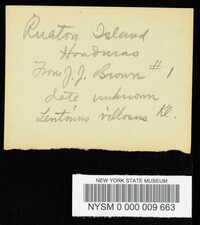 Ruatan Island
Honduras
From J. J. Brown #1
date unknown
Lentinus villosus Kl.
NEW YORK STATE MUSEUM
NYSM 0 000 009 663